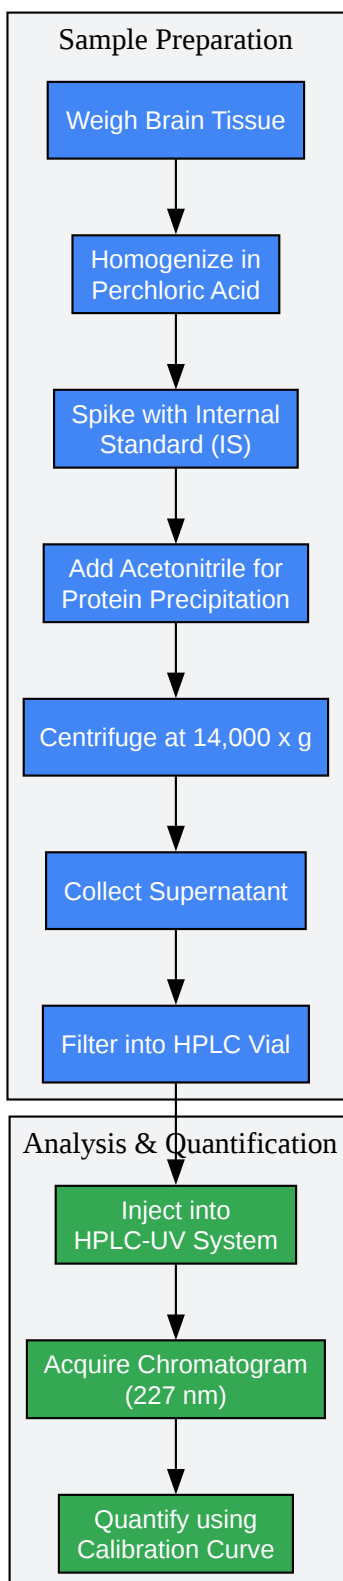 Sample Preparation
Weigh Brain Tissue
Homogenize in
Perchloric Acid
Spike with Internal
Standard (IS)
Add Acetonitrile for
Protein Precipitation
Centrifuge at 14,000 x g
Collect Supernatant
Filter into HPLC Vial
Analysis & Quantification
Inject into
HPLC-UV System
Acquire Chromatogram
(227 nm)
Quantify using
Calibration Curve